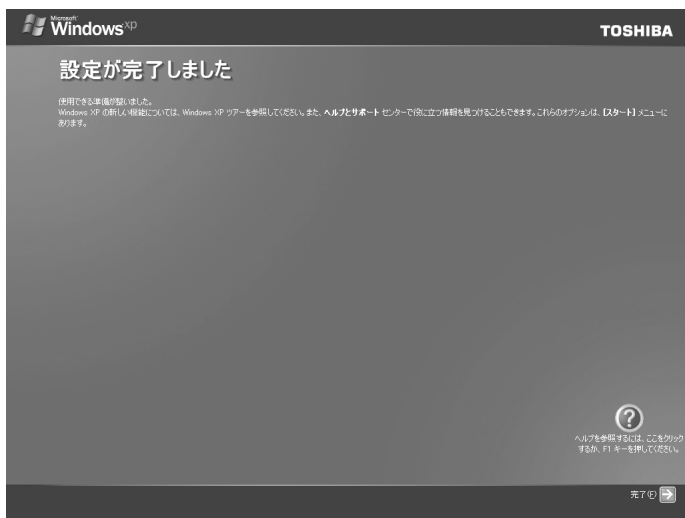 Microsoft
Windows xp
TOSHIBA
設定が完了しました
使用できる準備が整いました。
Windows XP の新しい機能については、Windows XP ツアーを参照してください。また、ヘルプとサポート センターで役に立つ情報を見つけることもできます。これらのオプションは、[スタート] メニューに
あります。
ヘルプを参照するには、ここをクリック
するか、F1 キーを押してください。
完了(F)